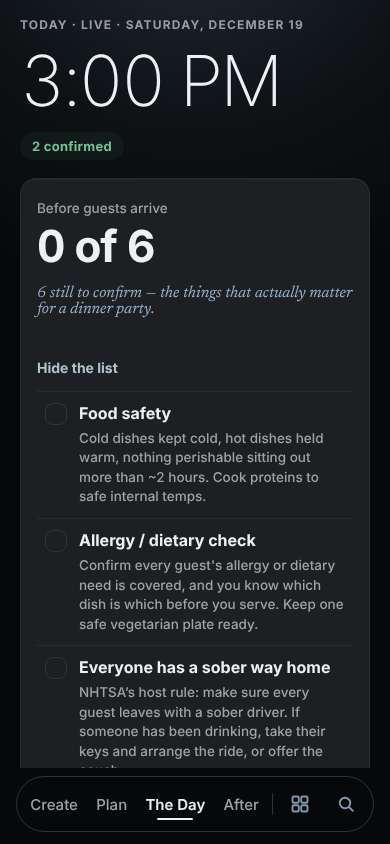 TODAY · LIVE · SATURDAY, DECEMBER 19
3:00 PM
2 confirmed
Before guests arrive
0 of 6
6 still to confirm — the things that actually matter
for a dinner party.
Hide the list
Food safety
Cold dishes kept cold, hot dishes held
warm, nothing perishable sitting out
more than ~2 hours. Cook proteins to
safe internal temps.
Allergy / dietary check
Confirm every guest's allergy or dietary
need is covered, and you know which
dish is which before you serve. Keep one
safe vegetarian plate ready.
Everyone has a sober way home
NHTSA's host rule: make sure every
guest leaves with a sober driver. If
someone has been drinking, take their
keys and arrange the ride, or offer the
Create Plan The Day After